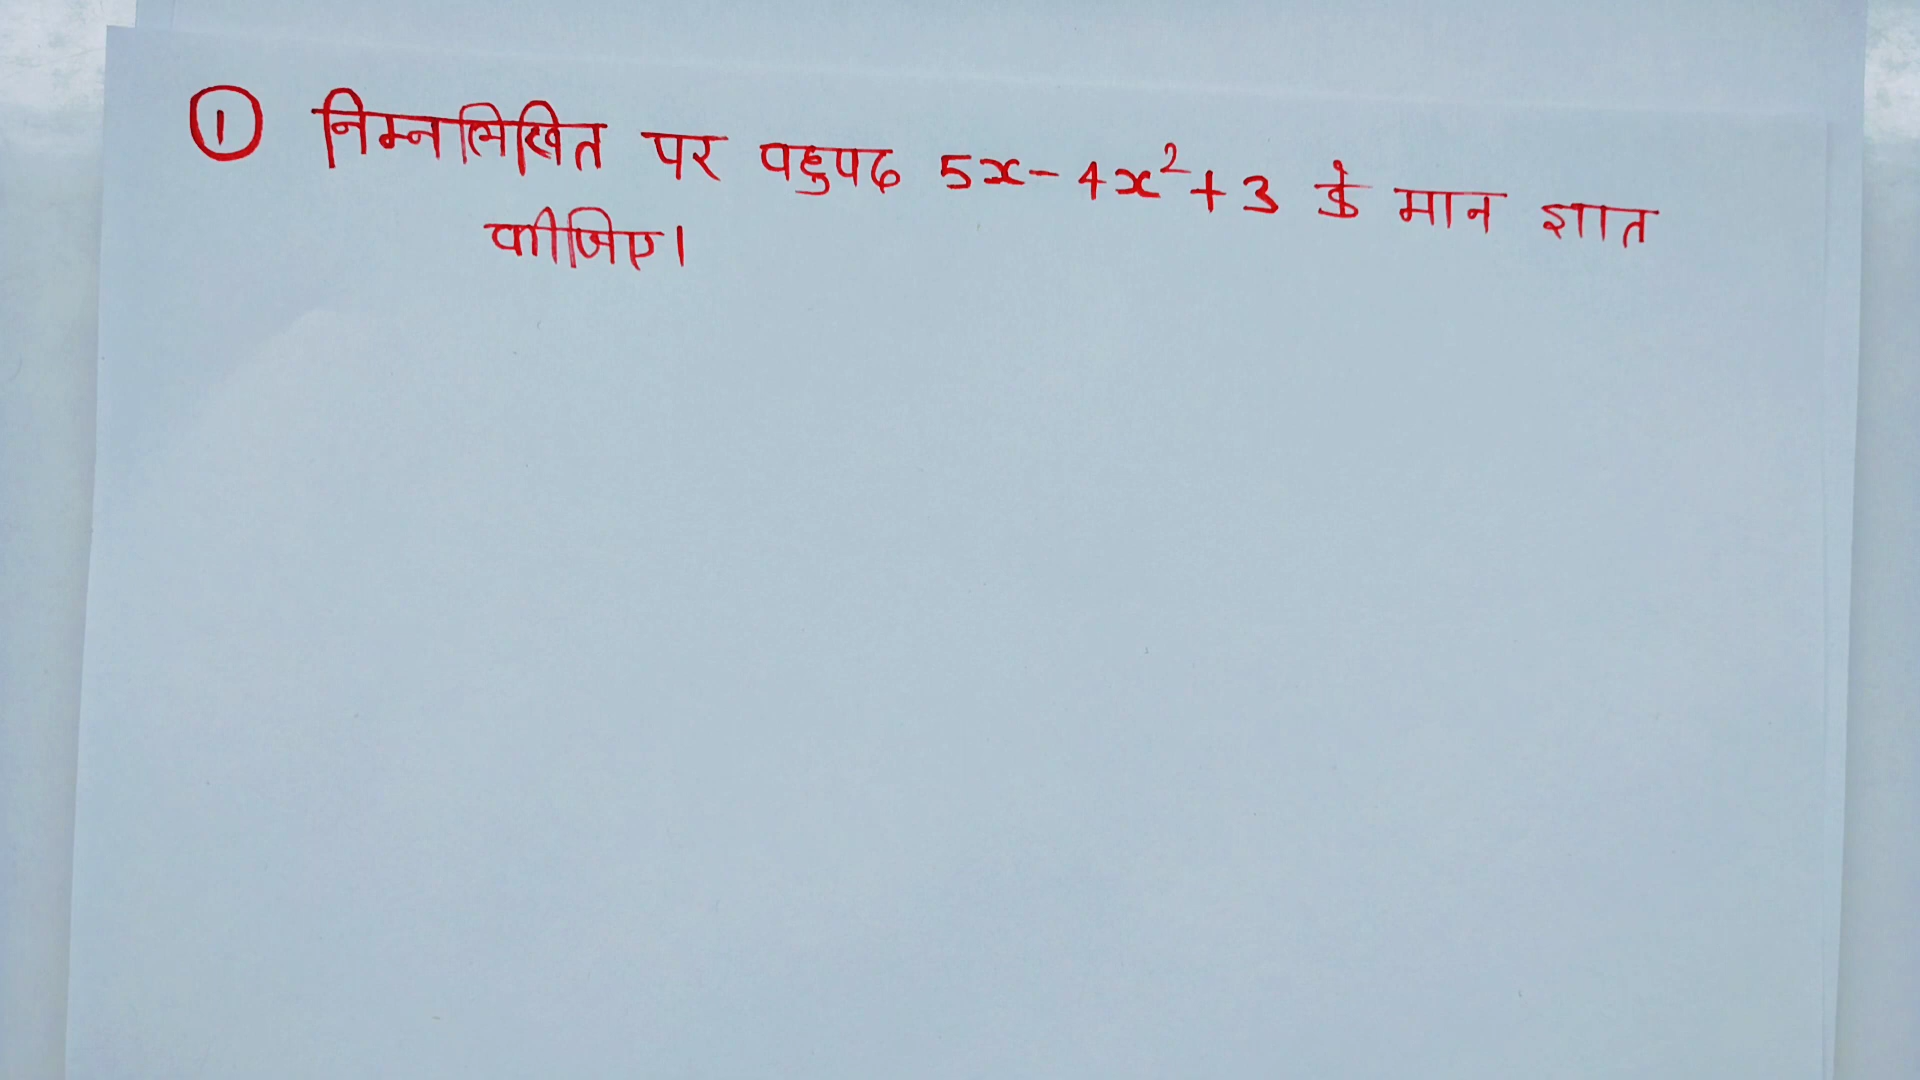 ① निम्नलिखित पर बहुपद 5x - 4x² + 3 के मान ज्ञात
कीजिए।